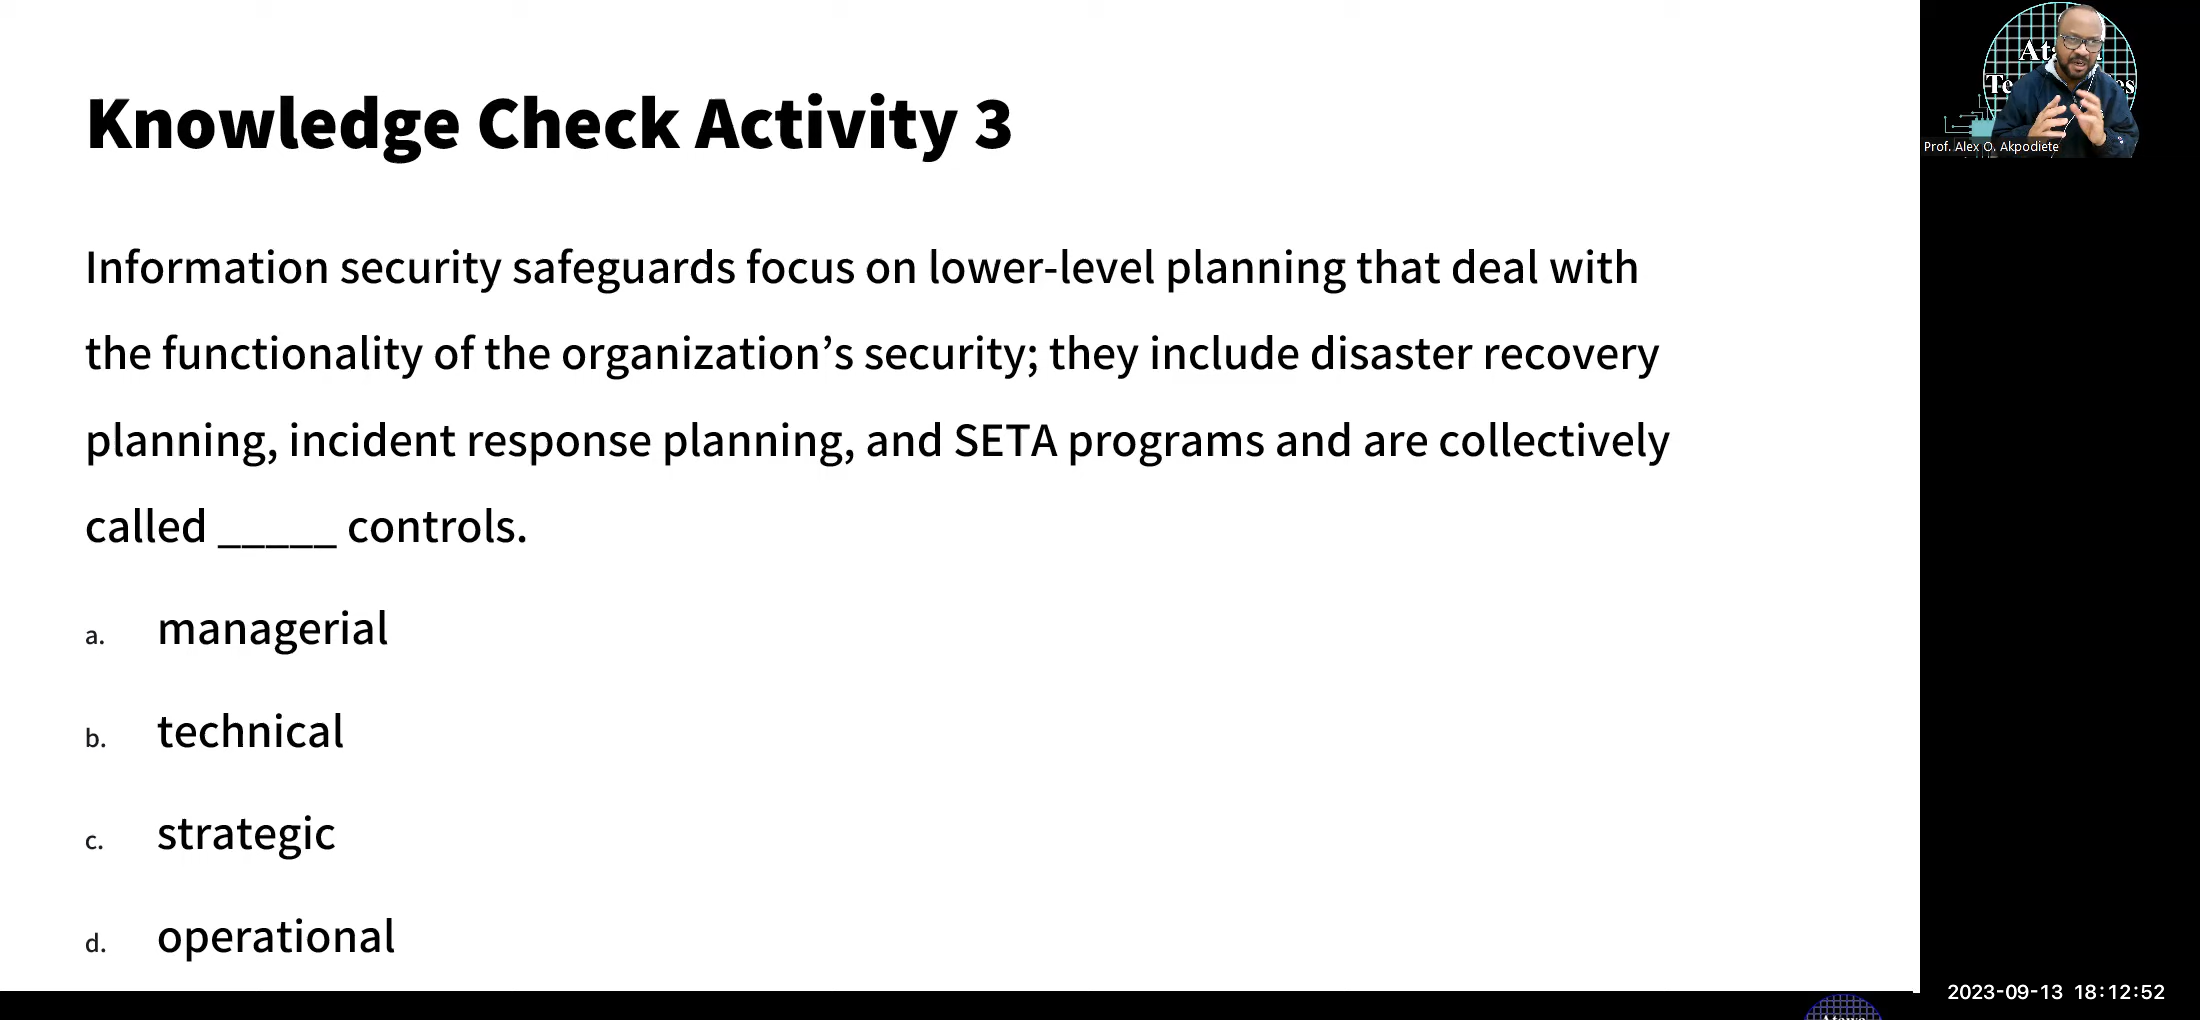 Knowledge Check Activity 3
Information security safeguards focus on lower-level planning that deal with
the functionality of the organization’s security; they include disaster recovery
planning, incident response planning, and SETA programs and are collectively
called _____ controls.
a. managerial
b. technical
c. strategic
d. operational
Prof. Alex O. Akpodiete
2023-09-13 18:12:52